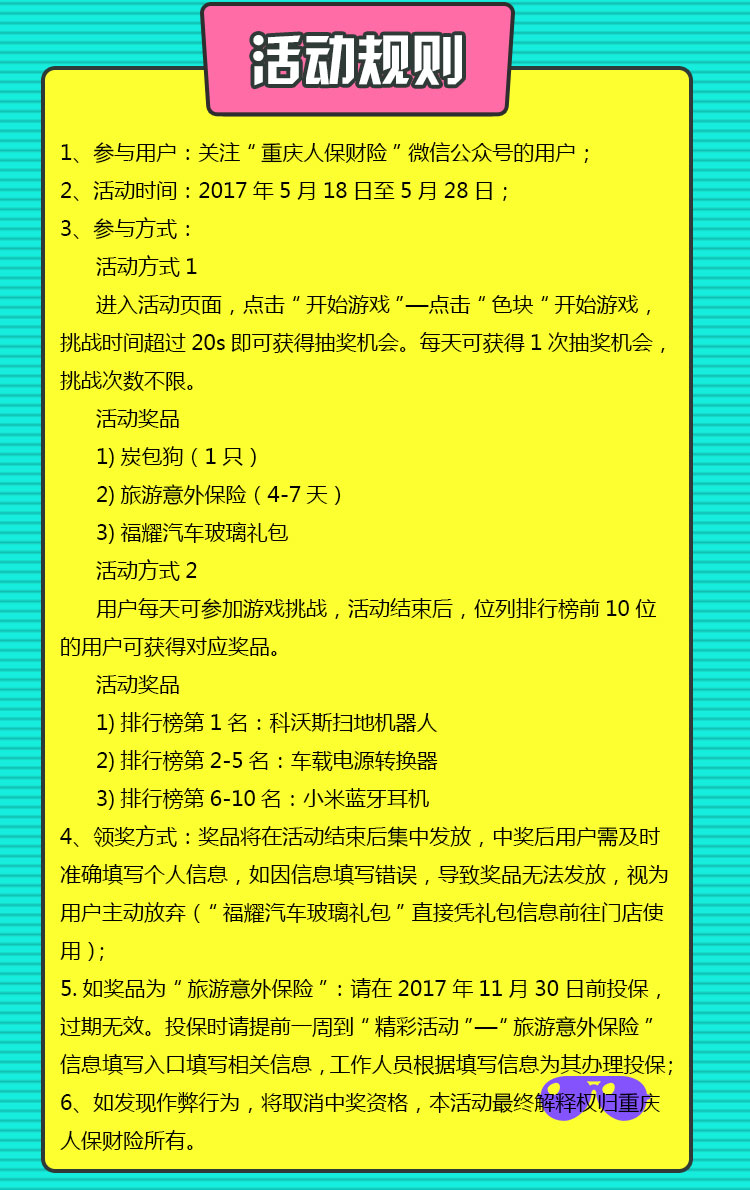 活动规则
1、参与用户：关注“重庆人保财险”微信公众号的用户；
2、活动时间：2017年5月18日至5月28日；
3、参与方式：
活动方式1
进入活动页面，点击“开始游戏”—点击“色块“开始游戏，
挑战时间超过20s即可获得抽奖机会。每天可获得1次抽奖机会，
挑战次数不限。
活动奖品
1) 炭包狗（1只）
2) 旅游意外保险（4-7天）
3) 福耀汽车玻璃礼包
活动方式2
用户每天可参加游戏挑战，活动结束后，位列排行榜前10位
的用户可获得对应奖品。
活动奖品
1) 排行榜第1名：科沃斯扫地机器人
2) 排行榜第2-5名：车载电源转换器
3) 排行榜第6-10名：小米蓝牙耳机
4、领奖方式：奖品将在活动结束后集中发放，中奖后用户需及时
准确填写个人信息，如因信息填写错误，导致奖品无法发放，视为
用户主动放弃（“福耀汽车玻璃礼包”直接凭礼包信息前往门店使
用）；
5. 如奖品为“旅游意外保险”：请在2017年11月30日前投保，
过期无效。投保时请提前一周到“精彩活动”—“旅游意外保险”
信息填写入口填写相关信息，工作人员根据填写信息为其办理投保；
6、如发现作弊行为，将取消中奖资格，本活动最终解释权归重庆
人保财险所有。